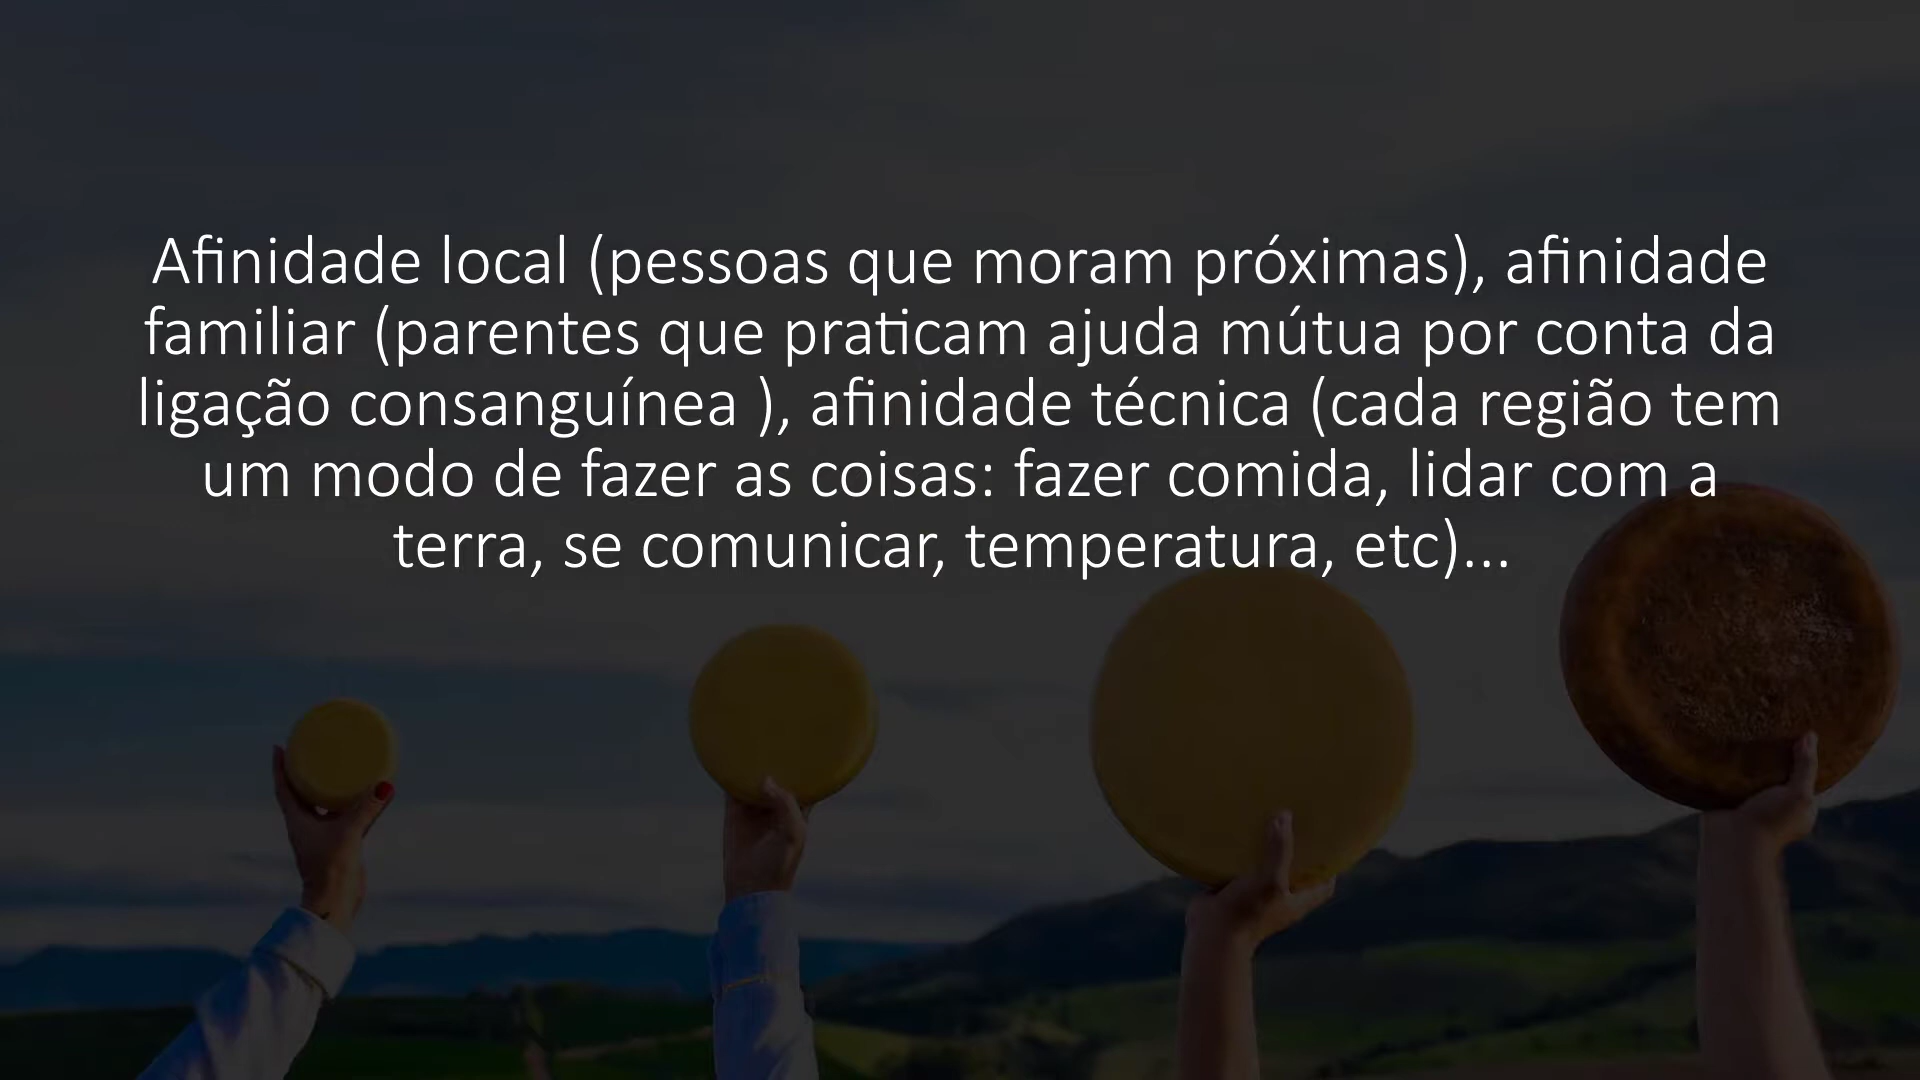 Afinidade local (pessoas que moram próximas), afinidade
familiar (parentes que praticam ajuda mútua por conta da
ligação consanguínea ), afinidade técnica (cada região tem
um modo de fazer as coisas: fazer comida, lidar com a
terra, se comunicar, temperatura, etc)...